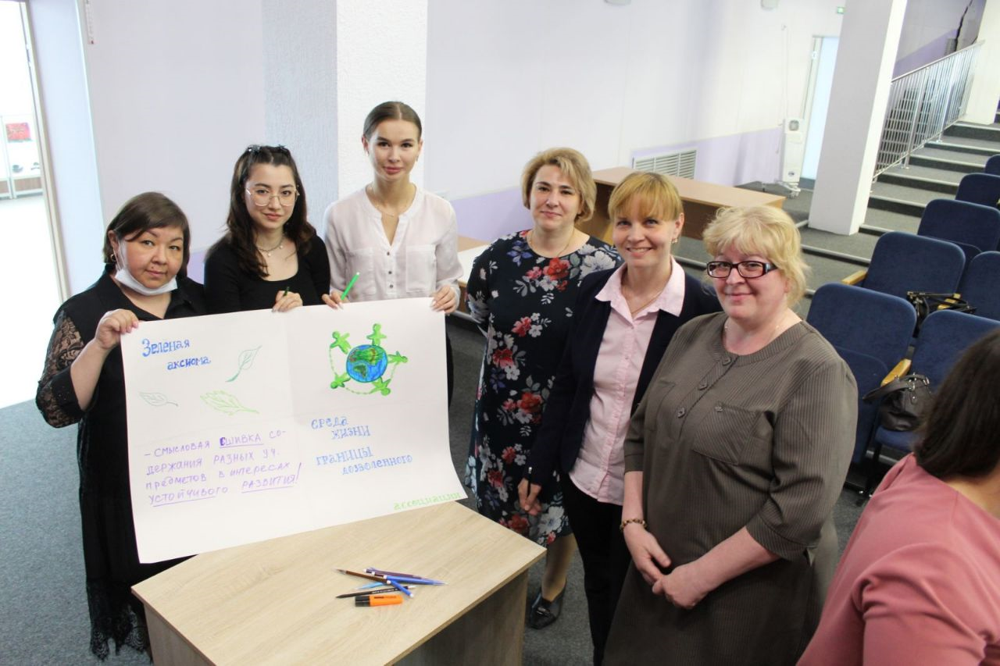 Зеленая
аксиома
- смысловая сшивка со-
держания разных уч.
предметов в интересах
устойчивого развития!
среда
жизни
границы
дозволенного
ассоциации